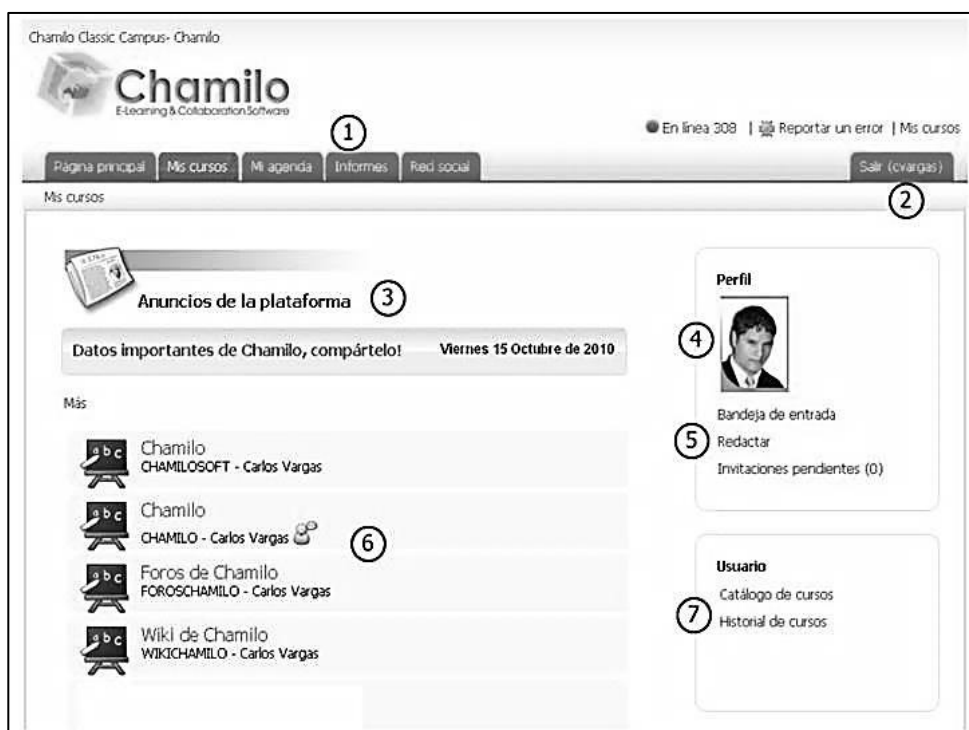 Chamilo Classic Campus- Chamilo
Chamilo
E-Learning & Collaboration Software
1
En línea 308 | Reportar un error | Mis cursos
Página principal Mis cursos Mi agenda Informes Red social Salir (cvargas)
Mis cursos
2
Anuncios de la plataforma 3
Datos importantes de Chamilo, compártelo! Viernes 15 Octubre de 2010
Más
Chamilo
CHAMILOSOFT - Carlos Vargas
Chamilo
CHAMILO - Carlos Vargas
6
Foros de Chamilo
FOROSCHAMILO - Carlos Vargas
Wiki de Chamilo
WIKICHAMILO - Carlos Vargas
Perfil
4
Bandeja de entrada
5 Redactar
Invitaciones pendientes (0)
Usuario
Catálogo de cursos
7 Historial de cursos
abc
abc
abc
abc